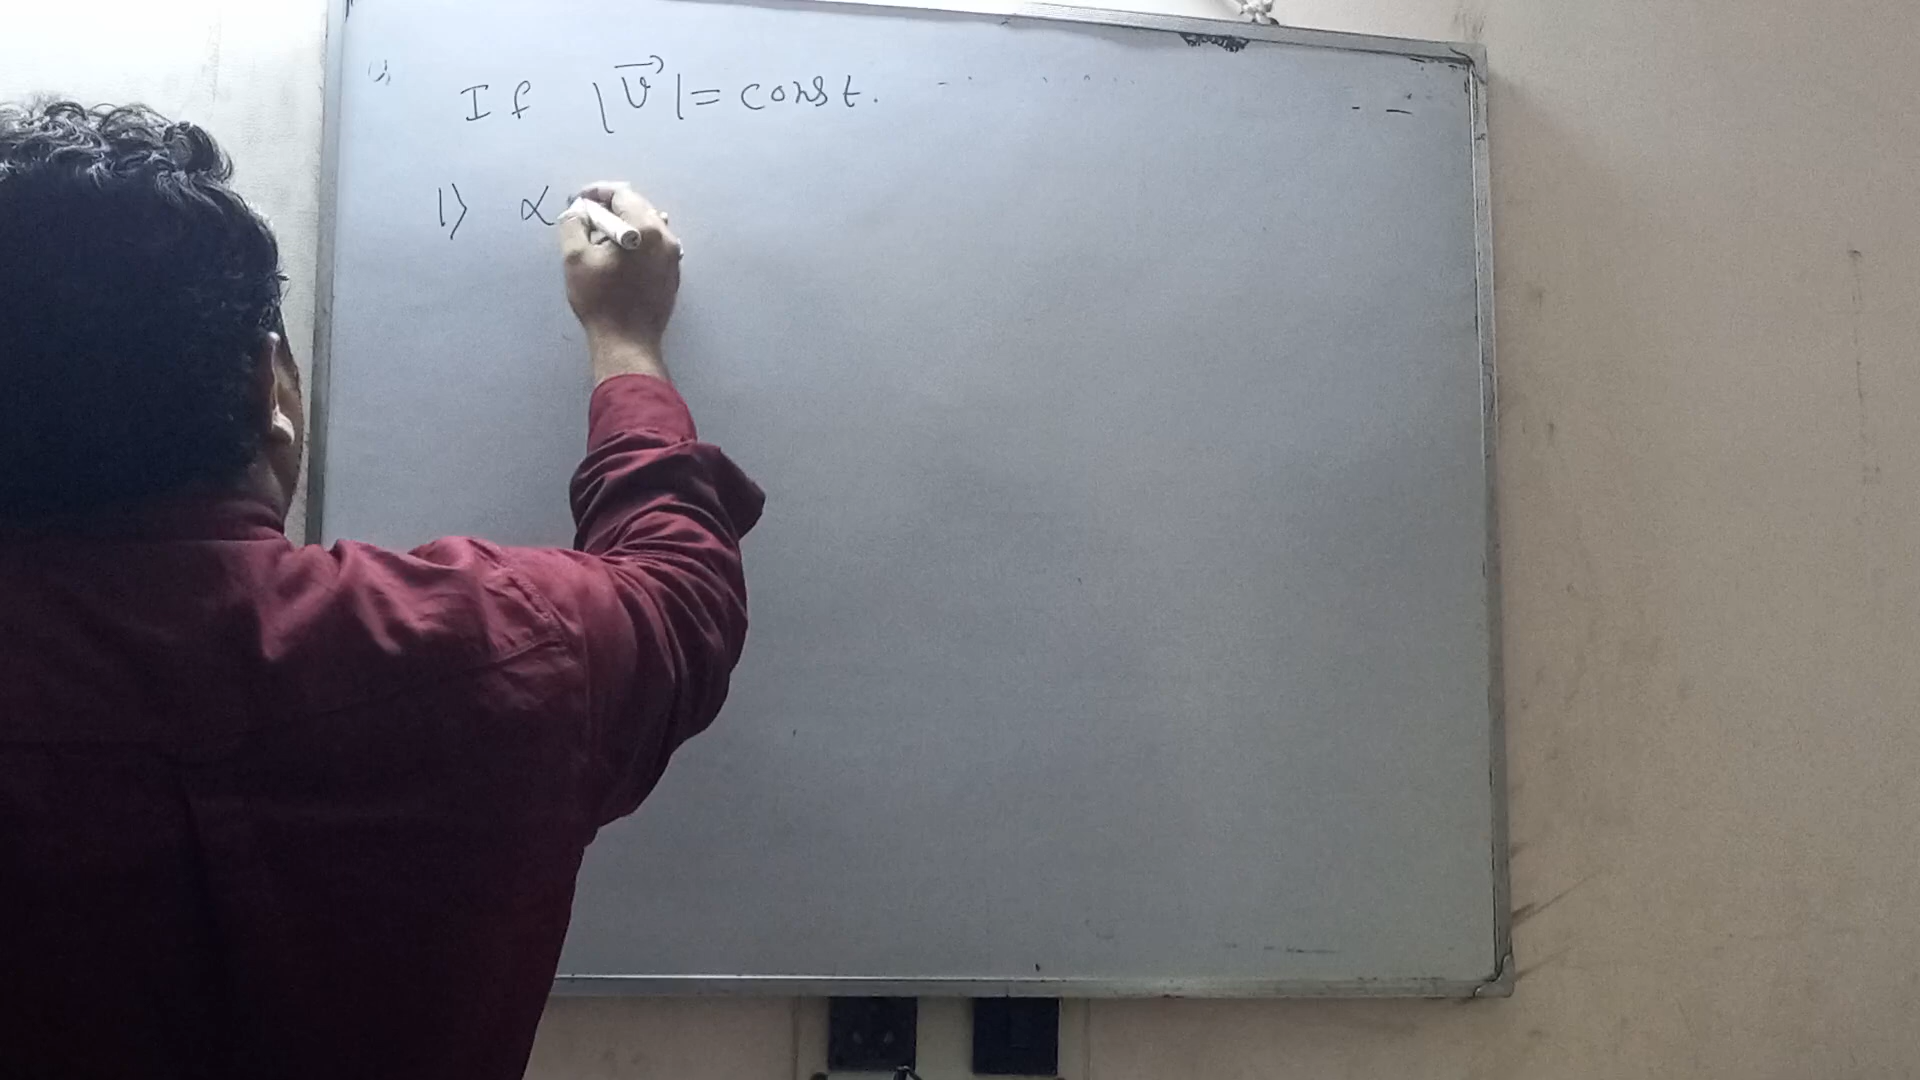 If |v⃗| = const.
1) α